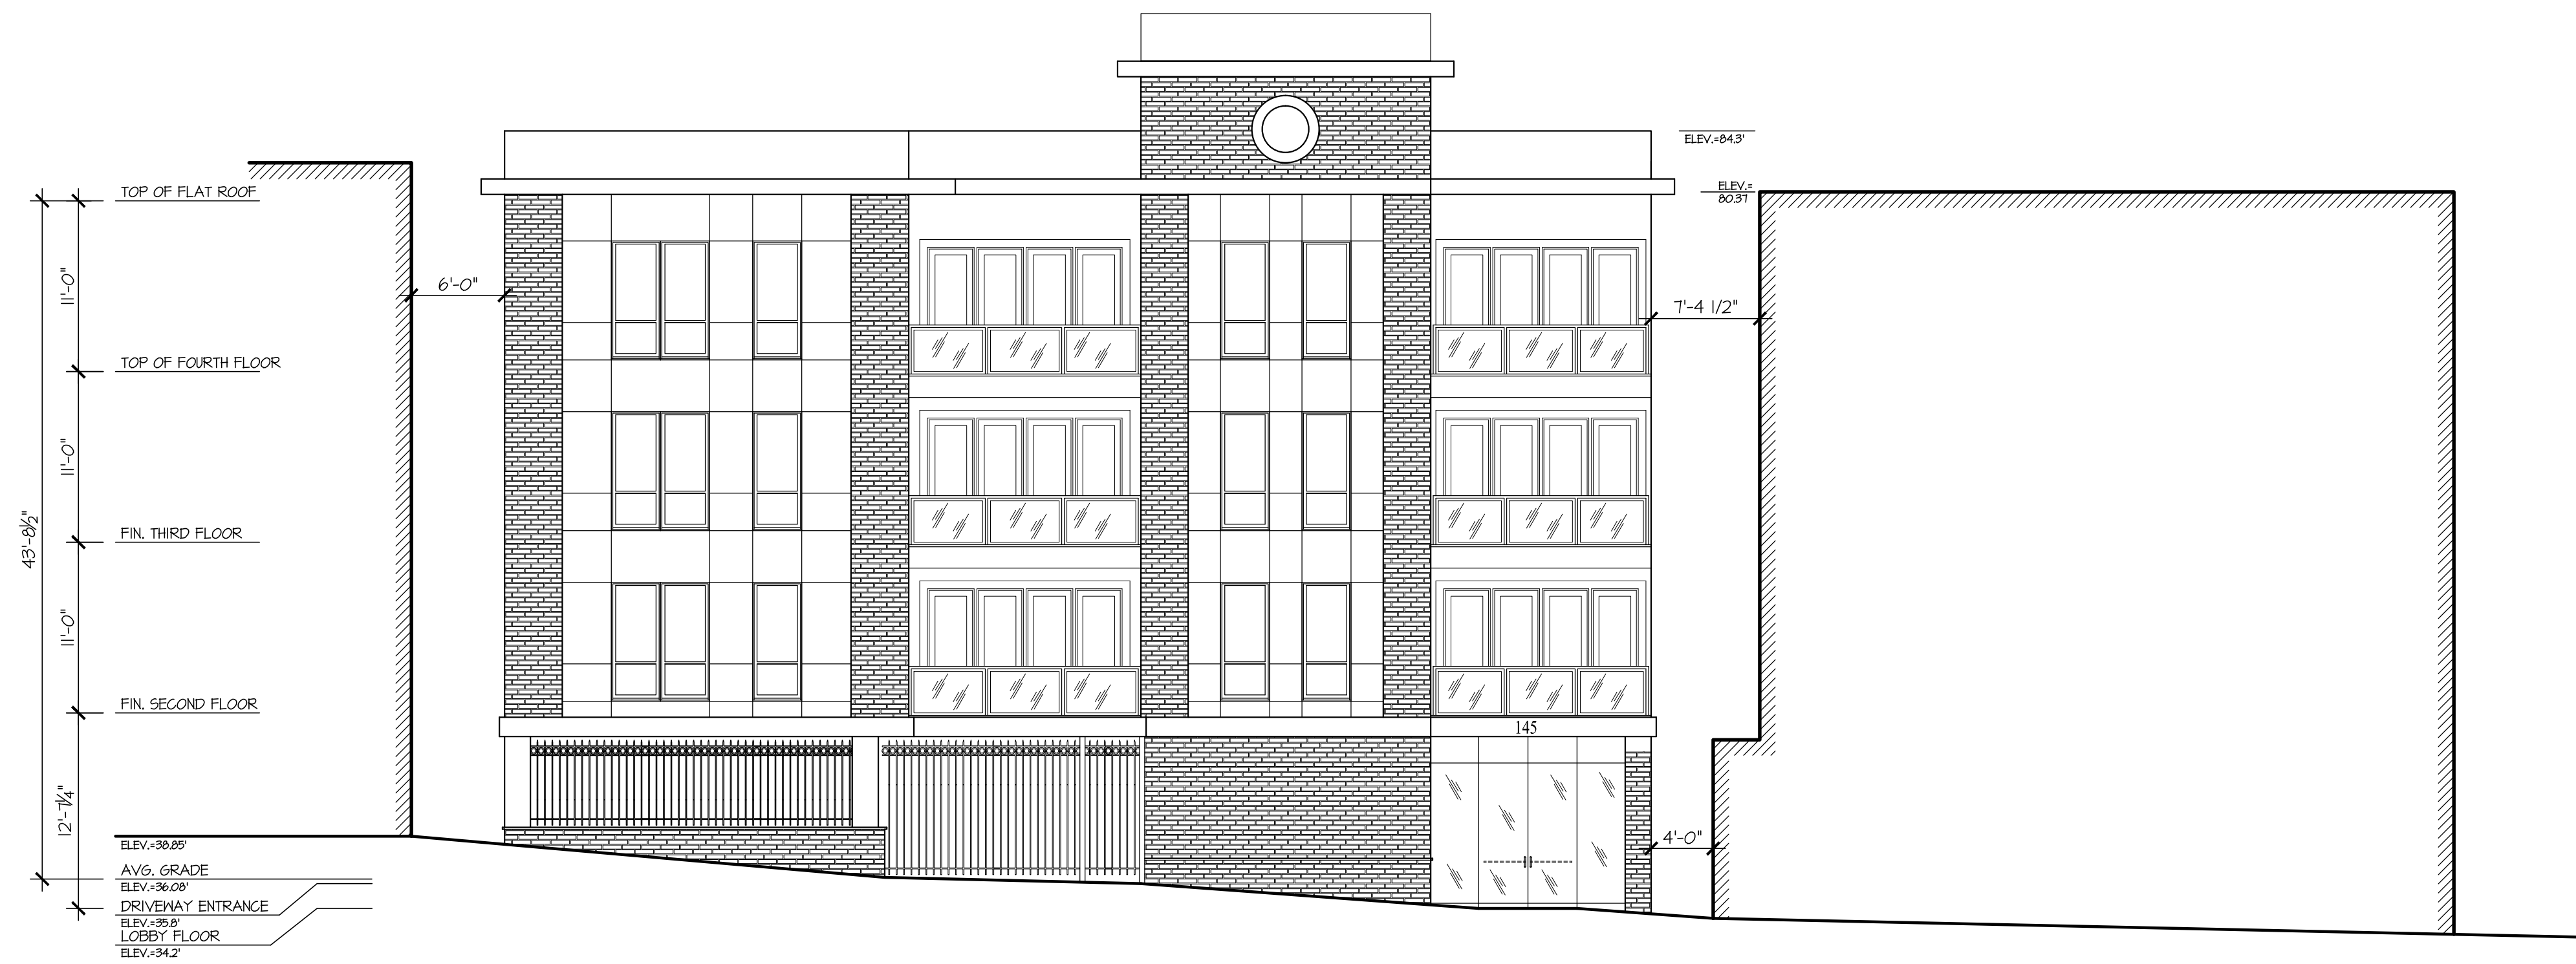 ELEV.=84.3'
ELEV.=
80.37
TOP OF FLAT ROOF
11'-0"
6'-0"
7'-4 1/2"
TOP OF FOURTH FLOOR
11'-0"
FIN. THIRD FLOOR
43'-8½"
11'-0"
FIN. SECOND FLOOR
145
12'-7¼"
4'-0"
ELEV.=38.85'
AVG. GRADE
ELEV.=36.08'
DRIVEWAY ENTRANCE
ELEV.=35.8'
LOBBY FLOOR
ELEV.=34.2'